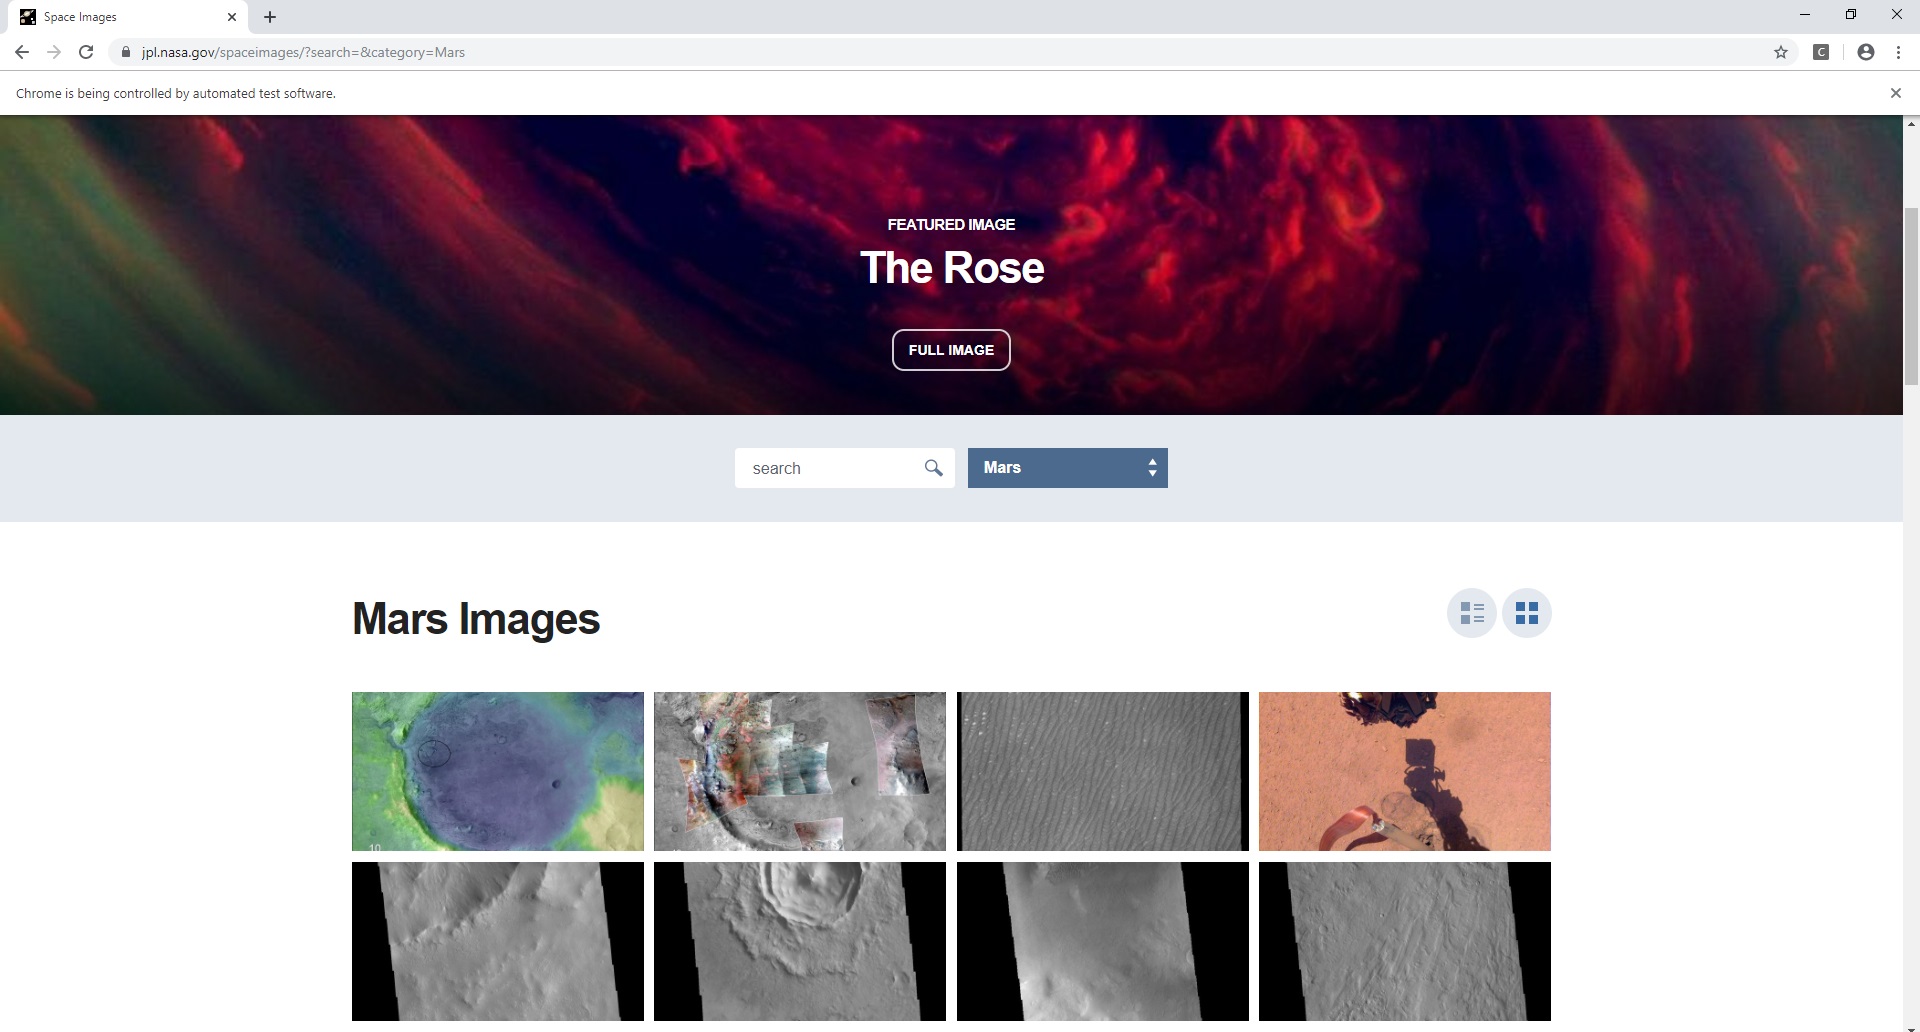 Space Images
jpl.nasa.gov/spaceimages/?search=&category=Mars
C
Chrome is being controlled by automated test software.
FEATURED IMAGE
The Rose
FULL IMAGE
search
Mars
Mars Images
10